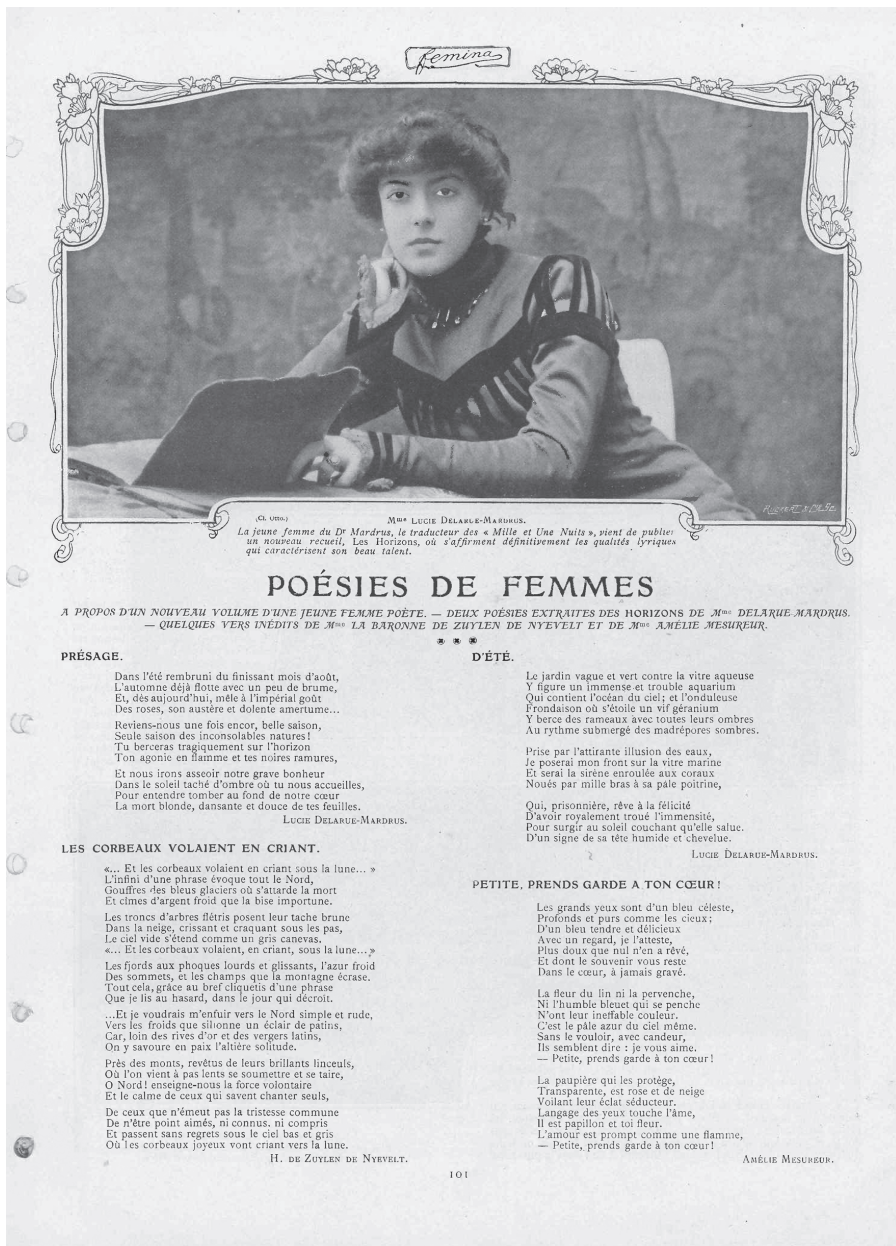 femina
(Cl. Otto.)
Mme LUCIE DELARUE-MARDRUS.
La jeune femme du Dr Mardrus, le traducteur des « Mille et Une Nuits », vient de publier
un nouveau recueil, Les Horizons, où s'affirment définitivement les qualités lyriques
qui caractérisent son beau talent.
POÉSIES DE FEMMES
A PROPOS D'UN NOUVEAU VOLUME D'UNE JEUNE FEMME POÈTE. — DEUX POÉSIES EXTRAITES DES HORIZONS DE Mme DELARUE-MARDRUS.
— QUELQUES VERS INÉDITS DE Mme LA BARONNE DE ZUYLEN DE NYEVELT ET DE Mme AMÉLIE MESUREUR.
PRÉSAGE.
Dans l'été rembruni du finissant mois d'août,
L'automne déjà flotte avec un peu de brume,
Et, dès aujourd'hui, mêle à l'impérial goût
Des roses, son austère et dolente amertume...
Reviens-nous une fois encor, belle saison,
Seule saison des inconsolables natures !
Tu berceras tragiquement sur l'horizon
Ton agonie en flamme et tes noires ramures,
Et nous irons asseoir notre grave bonheur
Dans le soleil taché d'ombre où tu nous accueilles,
Pour entendre tomber au fond de notre cœur
La mort blonde, dansante et douce de tes feuilles.
LUCIE DELARUE-MARDRUS.
LES CORBEAUX VOLAIENT EN CRIANT.
«... Et les corbeaux volaient en criant sous la lune... »
L'infini d'une phrase évoque tout le Nord,
Gouffres des bleus glaciers où s'attarde la mort
Et cîmes d'argent froid que la bise importune.
Les troncs d'arbres flétris posent leur tache brune
Dans la neige, crissant et craquant sous les pas,
Le ciel vide s'étend comme un gris canevas.
«... Et les corbeaux volaient, en criant, sous la lune... »
Les fjords aux phoques lourds et glissants, l'azur froid
Des sommets, et les champs que la montagne écrase.
Tout cela, grâce au bref cliquetis d'une phrase
Que je lis au hasard, dans le jour qui décroît.
...Et je voudrais m'enfuir vers le Nord simple et rude,
Vers les froids que sillonne un éclair de patins,
Car, loin des rives d'or et des vergers latins,
On y savoure en paix l'altière solitude.
Près des monts, revêtus de leurs brillants linceuls,
Où l'on vient à pas lents se soumettre et se taire,
O Nord ! enseigne-nous la force volontaire
Et le calme de ceux qui savent chanter seuls,
De ceux que n'émeut pas la tristesse commune
De n'être point aimés, ni connus. ni compris
Et passent sans regrets sous le ciel bas et gris
Où les corbeaux joyeux vont criant vers la lune.
H. DE ZUYLEN DE NYEVELT.
D'ÉTÉ.
Le jardin vague et vert contre la vitre aqueuse
Y figure un immense et trouble aquarium
Qui contient l'océan du ciel ; et l'onduleuse
Frondaison où s'étoile un vif géranium
Y berce des rameaux avec toutes leurs ombres
Au rythme submergé des madrépores sombres.
Prise par l'attirante illusion des eaux,
Je poserai mon front sur la vitre marine
Et serai la sirène enroulée aux coraux
Noués par mille bras à sa pâle poitrine,
Qui, prisonnière, rêve à la félicité
D'avoir royalement troué l'immensité,
Pour surgir au soleil couchant qu'elle salue.
D'un signe de sa tête humide et chevelue.
LUCIE DELARUE-MARDRUS.
PETITE, PRENDS GARDE A TON CŒUR !
Les grands yeux sont d'un bleu céleste,
Profonds et purs comme les cieux ;
D'un bleu tendre et délicieux
Avec un regard, je l'atteste,
Plus doux que nul n'en a rêvé,
Et dont le souvenir vous reste
Dans le cœur, à jamais gravé.
La fleur du lin ni la pervenche,
Ni l'humble bleuet qui se penche
N'ont leur ineffable couleur.
C'est le pâle azur du ciel même.
Sans le vouloir, avec candeur,
Ils semblent dire : je vous aime.
— Petite, prends garde à ton cœur !
La paupière qui les protège,
Transparente, est rose et de neige
Voilant leur éclat séducteur.
Langage des yeux touche l'âme,
Il est papillon et toi fleur.
L'amour est prompt comme une flamme,
— Petite, prends garde à ton cœur !
AMÉLIE MESUREUR.
101